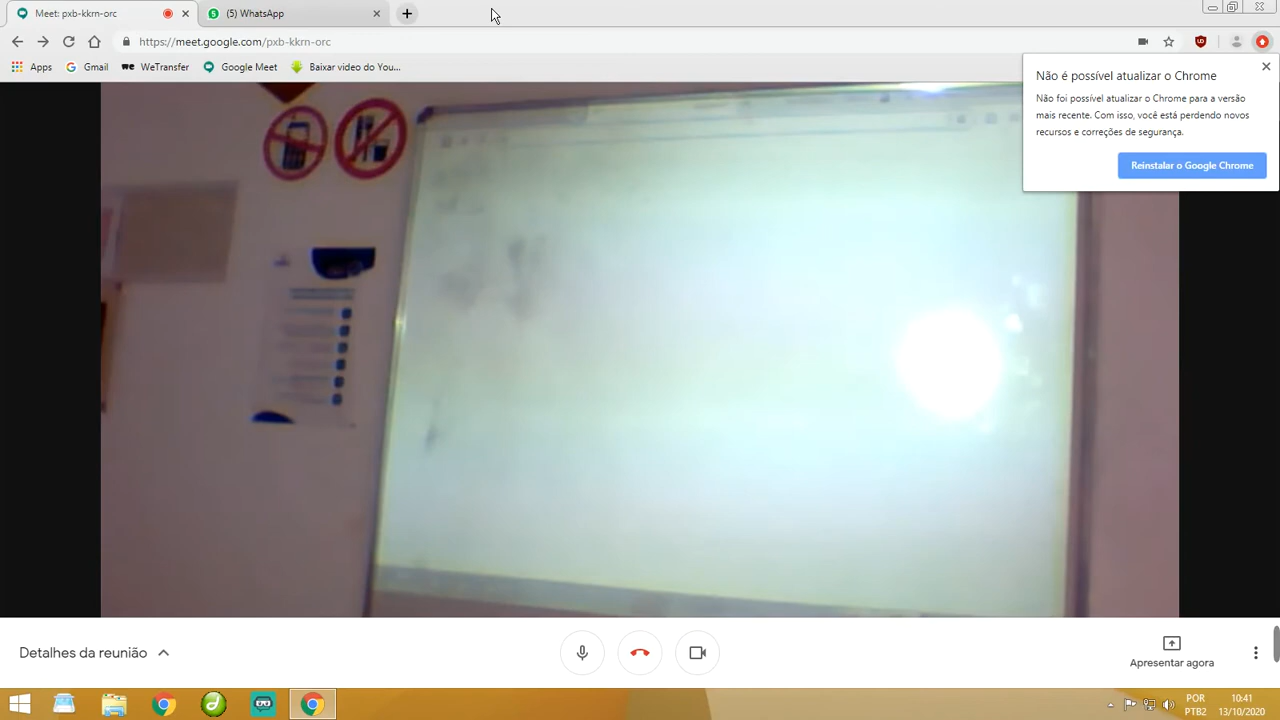 Meet: pxb-kkrn-orc
(5) WhatsApp
https://meet.google.com/pxb-kkrn-orc
Apps
Gmail
WeTransfer
Google Meet
Baixar video do You...
Não é possível atualizar o Chrome
Não foi possível atualizar o Chrome para a versão
mais recente. Com isso, você está perdendo novos
recursos e correções de segurança.
Reinstalar o Google Chrome
Detalhes da reunião
Apresentar agora
POR
PTB2
10:41
13/10/2020